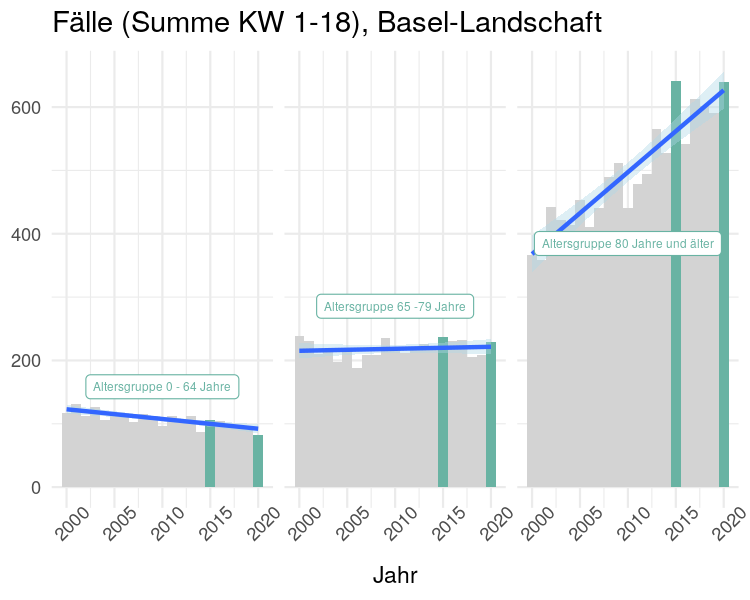 Fälle (Summe KW 1-18), Basel-Landschaft
600
400
200
0
Altersgruppe 0 - 64 Jahre
Altersgruppe 65 -79 Jahre
Altersgruppe 80 Jahre und älter
2000 2005 2010 2015 2020
2000 2005 2010 2015 2020
2000 2005 2010 2015 2020
Jahr